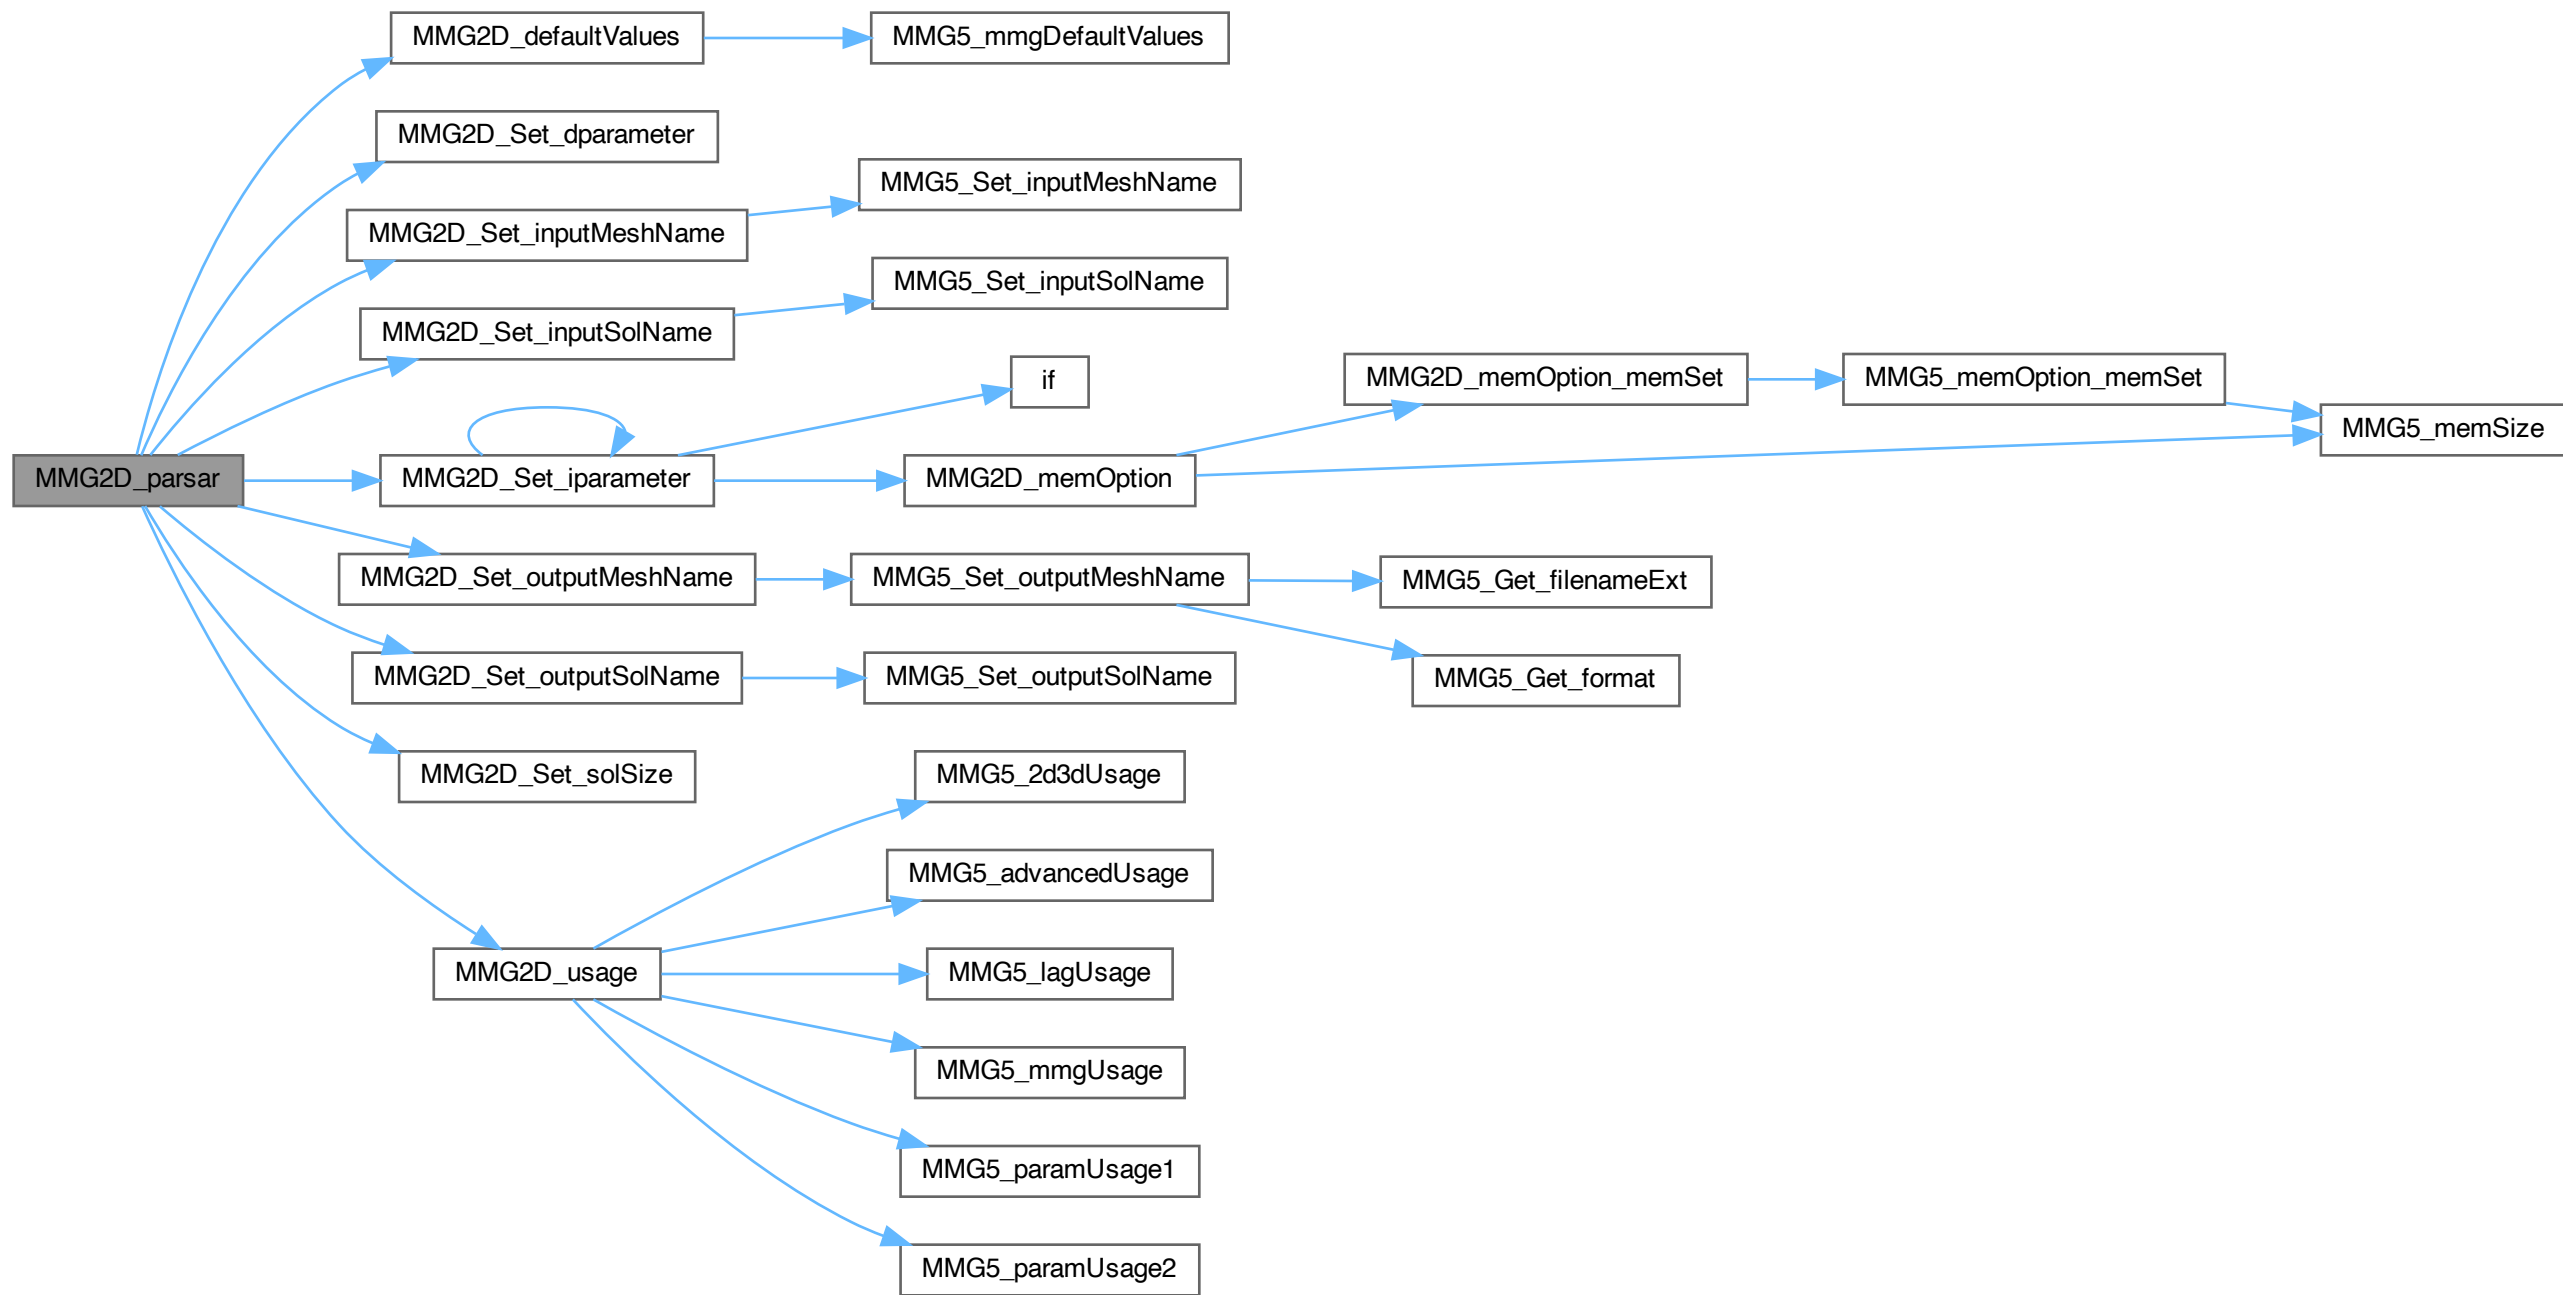 MMG2D_defaultValues
MMG5_mmgDefaultValues
MMG2D_Set_dparameter
MMG5_Set_inputMeshName
MMG2D_Set_inputMeshName
MMG5_Set_inputSolName
MMG2D_Set_inputSolName
if
MMG2D_memOption_memSet
MMG5_memOption_memSet
MMG5_memSize
MMG2D_parsar
MMG2D_Set_iparameter
MMG2D_memOption
MMG2D_Set_outputMeshName
MMG5_Set_outputMeshName
MMG5_Get_filenameExt
MMG2D_Set_outputSolName
MMG5_Set_outputSolName
MMG5_Get_format
MMG2D_Set_solSize
MMG5_2d3dUsage
MMG5_advancedUsage
MMG2D_usage
MMG5_lagUsage
MMG5_mmgUsage
MMG5_paramUsage1
MMG5_paramUsage2